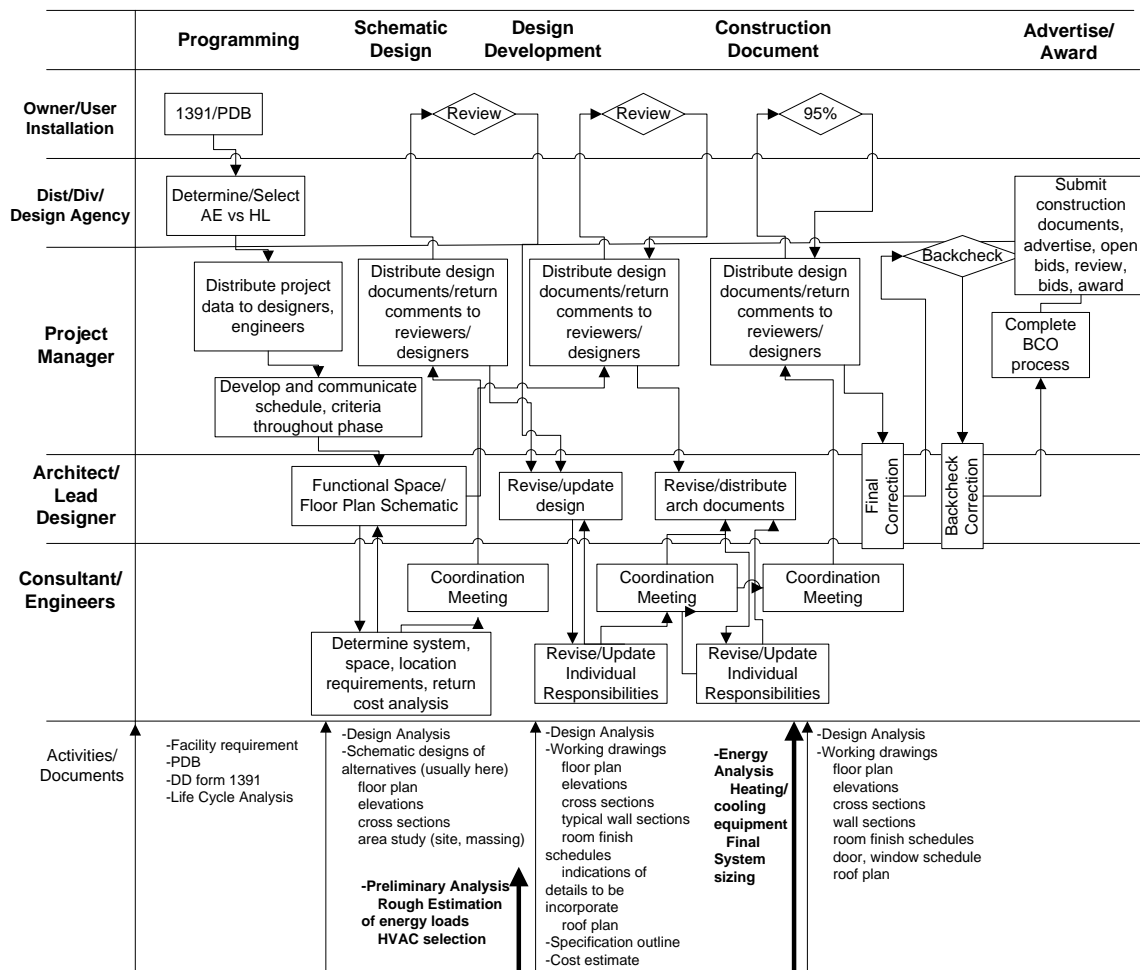 Programming
Schematic
Design
Design
Development
Construction
Document
Advertise/
Award
Owner/User
Installation
1391/PDB
Review
Review
95%
Dist/Div/
Design Agency
Determine/Select
AE vs HL
Submit
construction
documents,
advertise, open
bids, review,
bids, award
Project
Manager
Distribute project
data to designers,
engineers
Distribute design
documents/return
comments to
reviewers/
designers
Distribute design
documents/return
comments to
reviewers/
designers
Distribute design
documents/return
comments to
reviewers/
designers
Backcheck
Complete
BCO
process
Develop and communicate
schedule, criteria
throughout phase
Architect/
Lead
Designer
Functional Space/
Floor Plan Schematic
Revise/update
design
Revise/distribute
arch documents
Final
Correction
Backcheck
Correction
Consultant/
Engineers
Coordination
Meeting
Coordination
Meeting
Coordination
Meeting
Determine system,
space, location
requirements, return
cost analysis
Revise/Update
Individual
Responsibilities
Revise/Update
Individual
Responsibilities
Activities/
Documents
-Facility requirement
-PDB
-DD form 1391
-Life Cycle Analysis
-Design Analysis
-Schematic designs of
alternatives (usually here)
floor plan
elevations
cross sections
area study (site, massing)
-Preliminary Analysis
Rough Estimation
of energy loads
HVAC selection
-Design Analysis
-Working drawings
floor plan
elevations
cross sections
typical wall sections
room finish
schedules
indications of
details to be
incorporate
roof plan
-Specification outline
-Cost estimate
-Energy
Analysis
Heating/
cooling
equipment
Final
System
sizing
-Design Analysis
-Working drawings
floor plan
elevations
cross sections
wall sections
room finish schedules
door, window schedule
roof plan